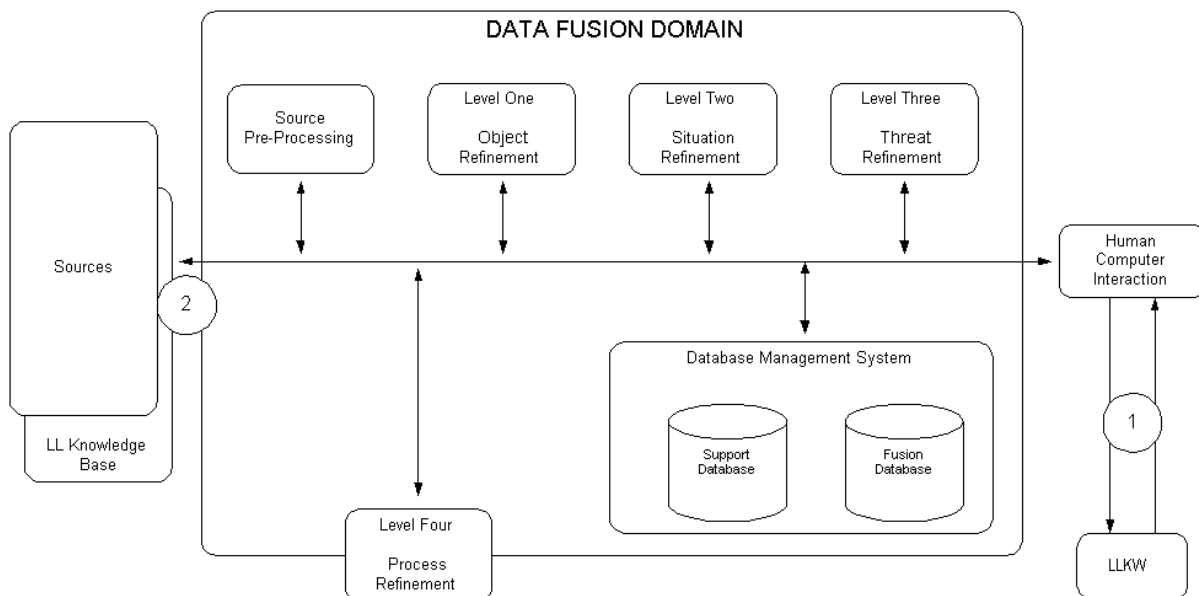 DATA FUSION DOMAIN
Source
Pre-Processing
Level One
Object
Refinement
Level Two
Situation
Refinement
Level Three
Threat
Refinement
Sources
LL Knowledge
Base
2
Human
Computer
Interaction
Database Management System
Support
Database
Fusion
Database
1
Level Four
Process
Refinement
LLKW